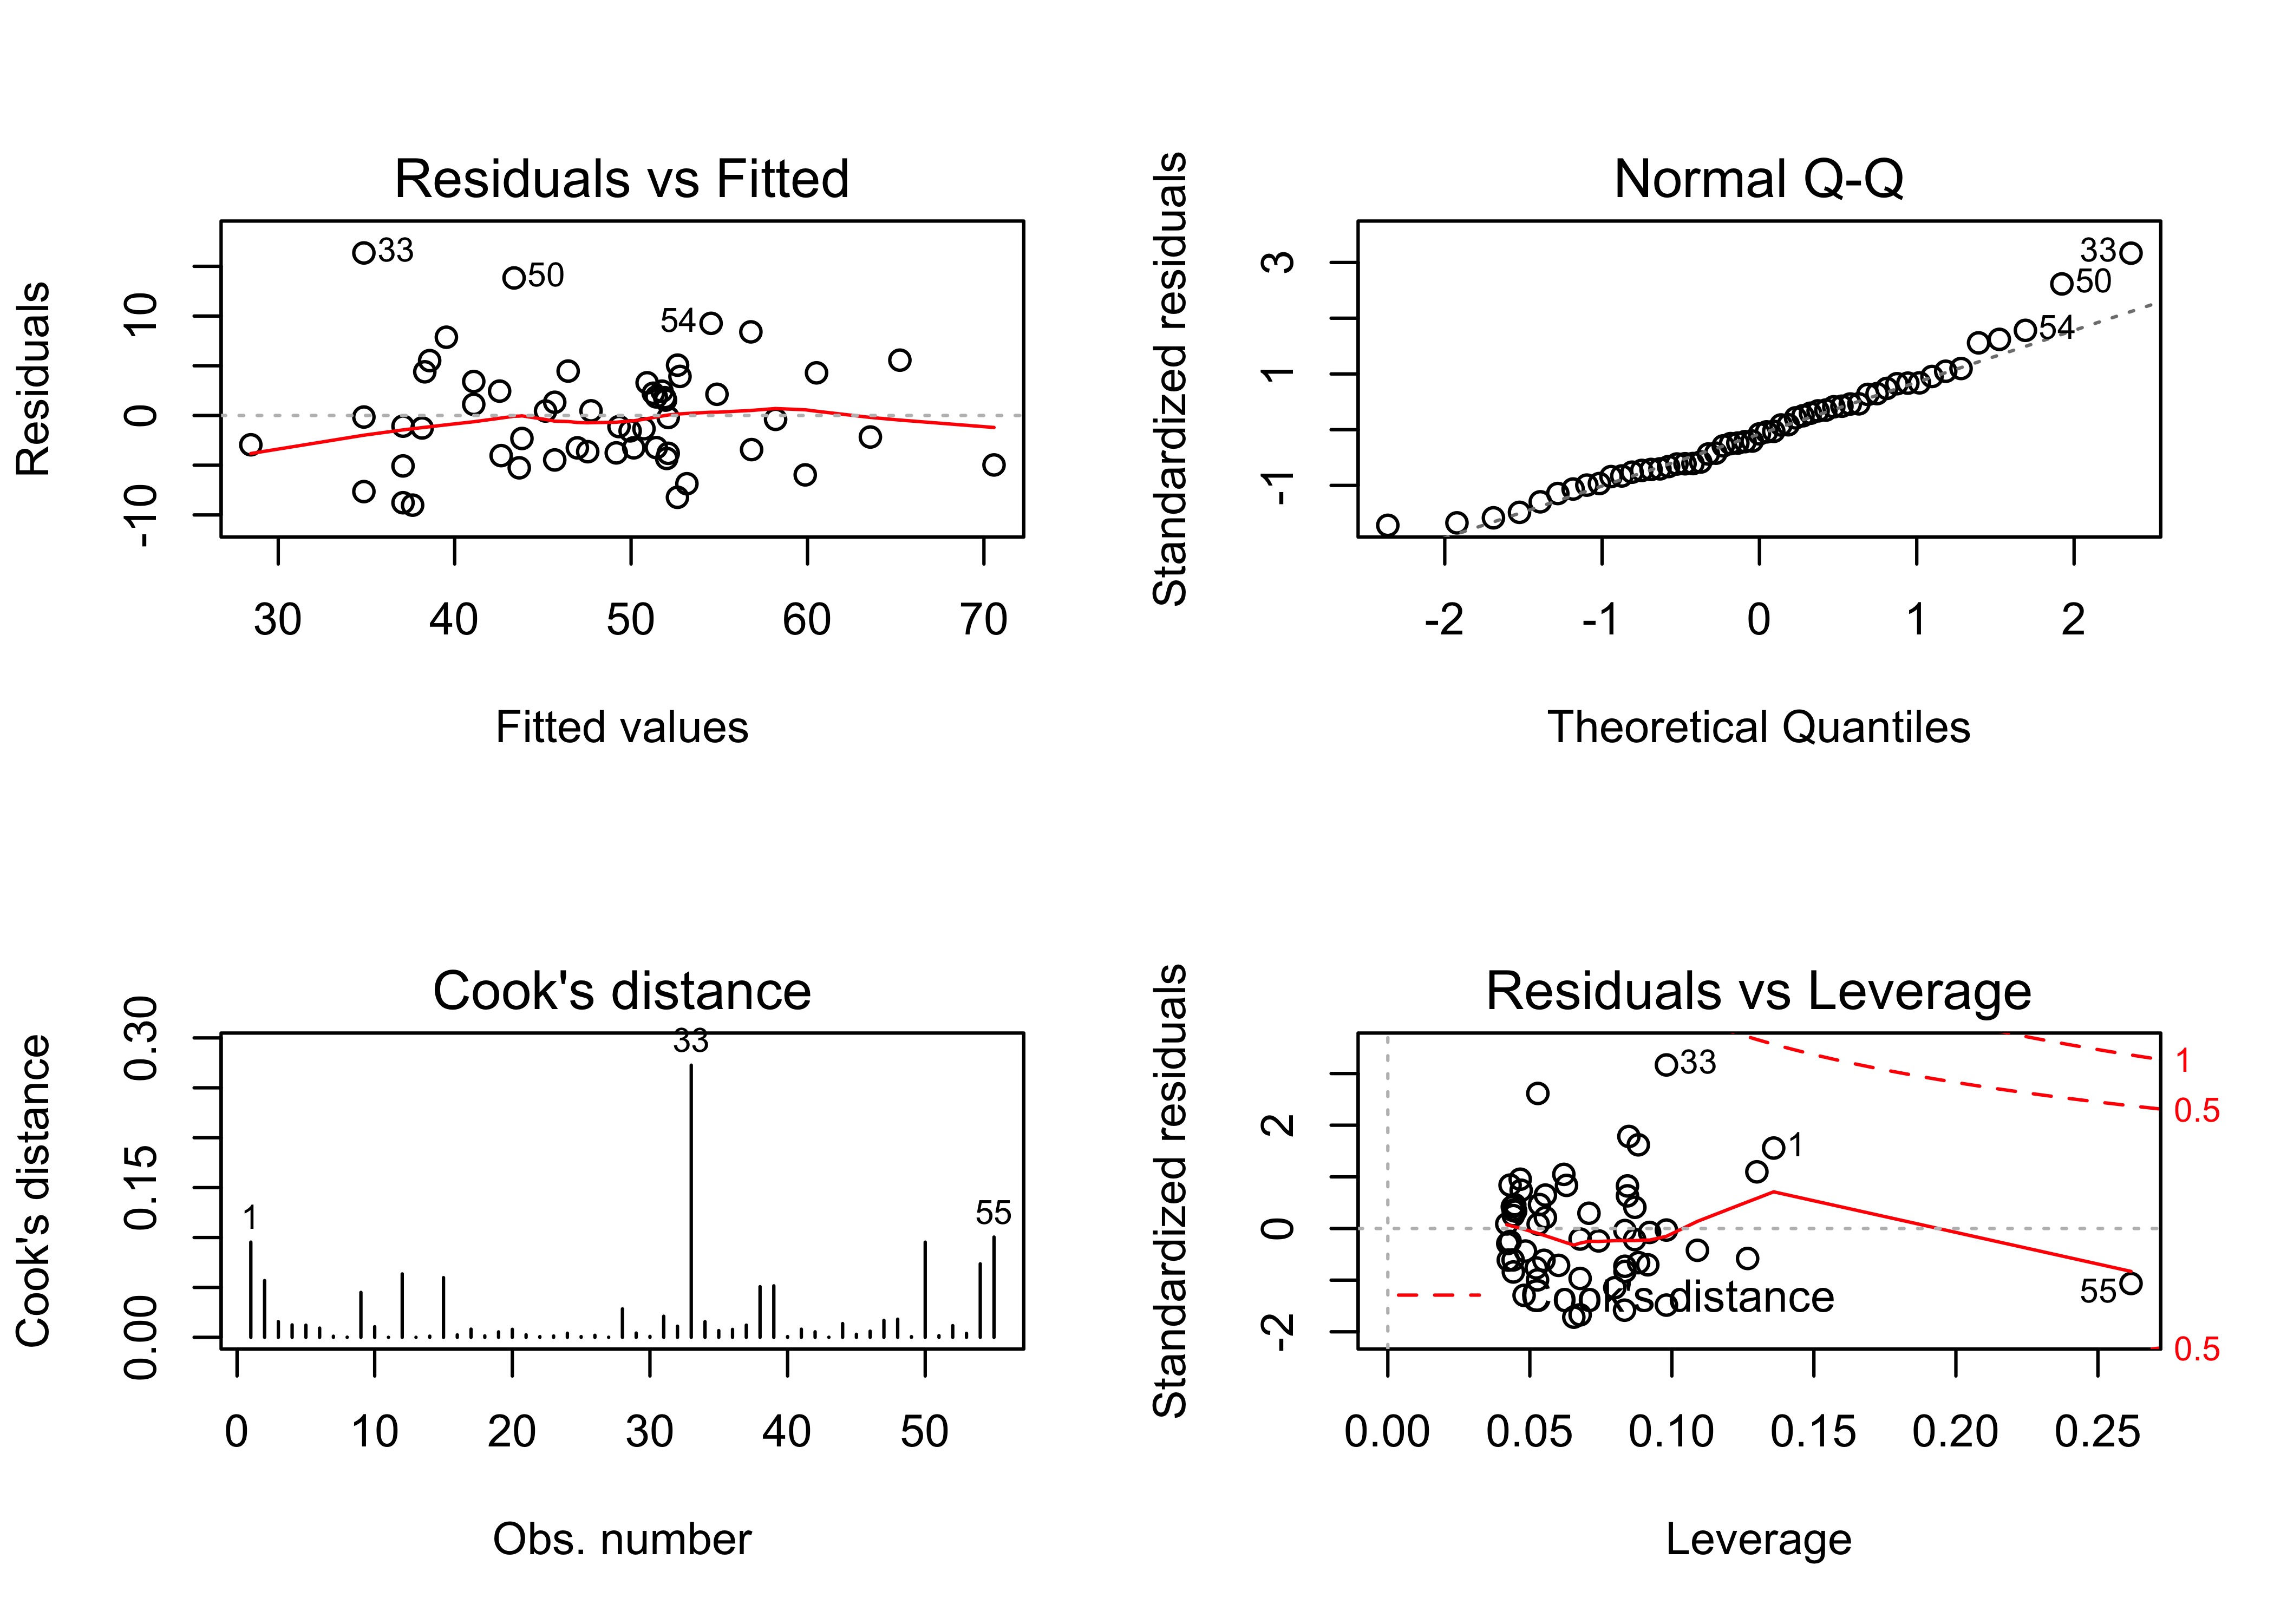 Residuals vs Fitted
Residuals
10
0
-10
33
50
54
30 40 50 60 70
Fitted values
Normal Q-Q
Standardized residuals
3
1
-1
33
50
54
-2 -1 0 1 2
Theoretical Quantiles
Cook's distance
Cook's distance
0.30
0.15
0.00
1
33
55
0 10 20 30 40 50
Obs. number
Residuals vs Leverage
Standardized residuals
2
0
-2
33
1
55
Cook's distance
1
0.5
0.5
0.00 0.05 0.10 0.15 0.20 0.25
Leverage